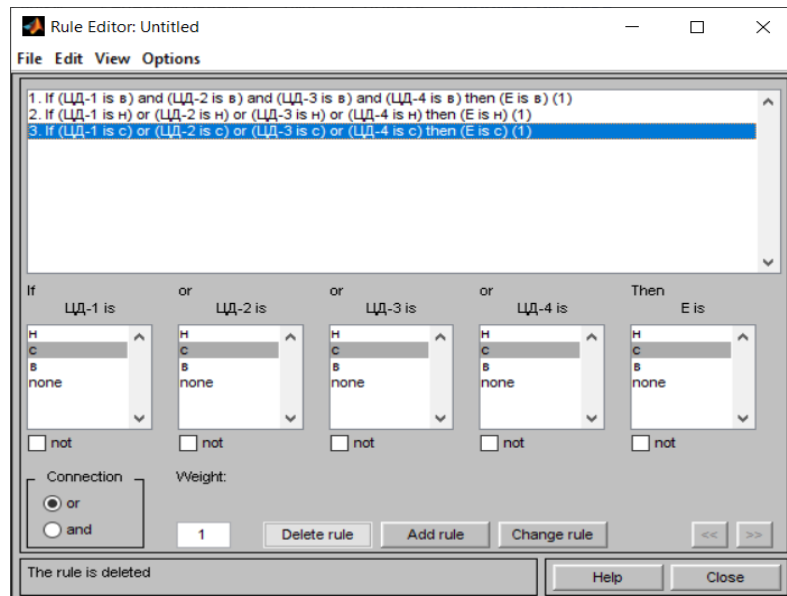 Rule Editor: Untitled
File Edit View Options
1. If (ЦД-1 is в) and (ЦД-2 is в) and (ЦД-3 is в) and (ЦД-4 is в) then (E is в) (1)
2. If (ЦД-1 is н) or (ЦД-2 is н) or (ЦД-3 is н) or (ЦД-4 is н) then (E is н) (1)
3. If (ЦД-1 is с) or (ЦД-2 is с) or (ЦД-3 is с) or (ЦД-4 is с) then (E is с) (1)
If or or or Then
ЦД-1 is ЦД-2 is ЦД-3 is ЦД-4 is E is
н н н н н
с с с с с
в в в в в
none none none none none
not not not not not
Connection Weight:
or
and 1 Delete rule Add rule Change rule << >>
The rule is deleted Help Close